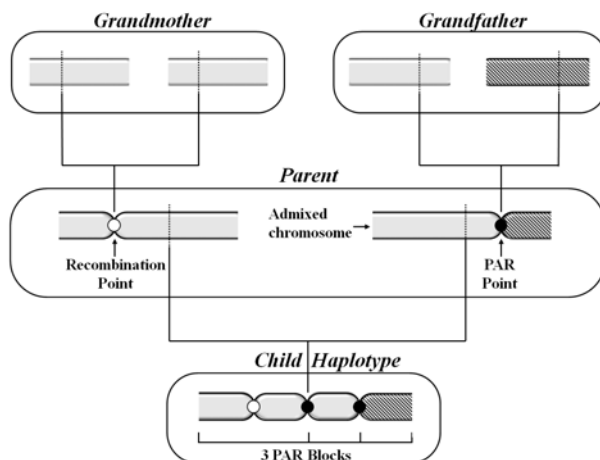 Grandmother
Grandfather
Parent
Admixed
chromosome
Recombination
Point
PAR
Point
Child Haplotype
3 PAR Blocks